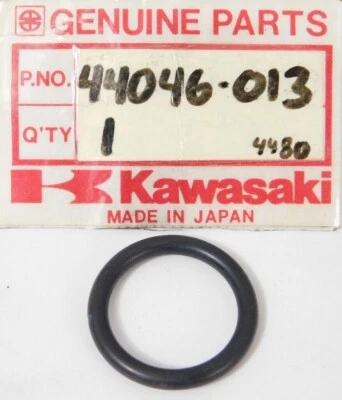 GENUINE PARTS
P.NO. 44046-013
Q'TY 1 4480
Kawasaki
MADE IN JAPAN